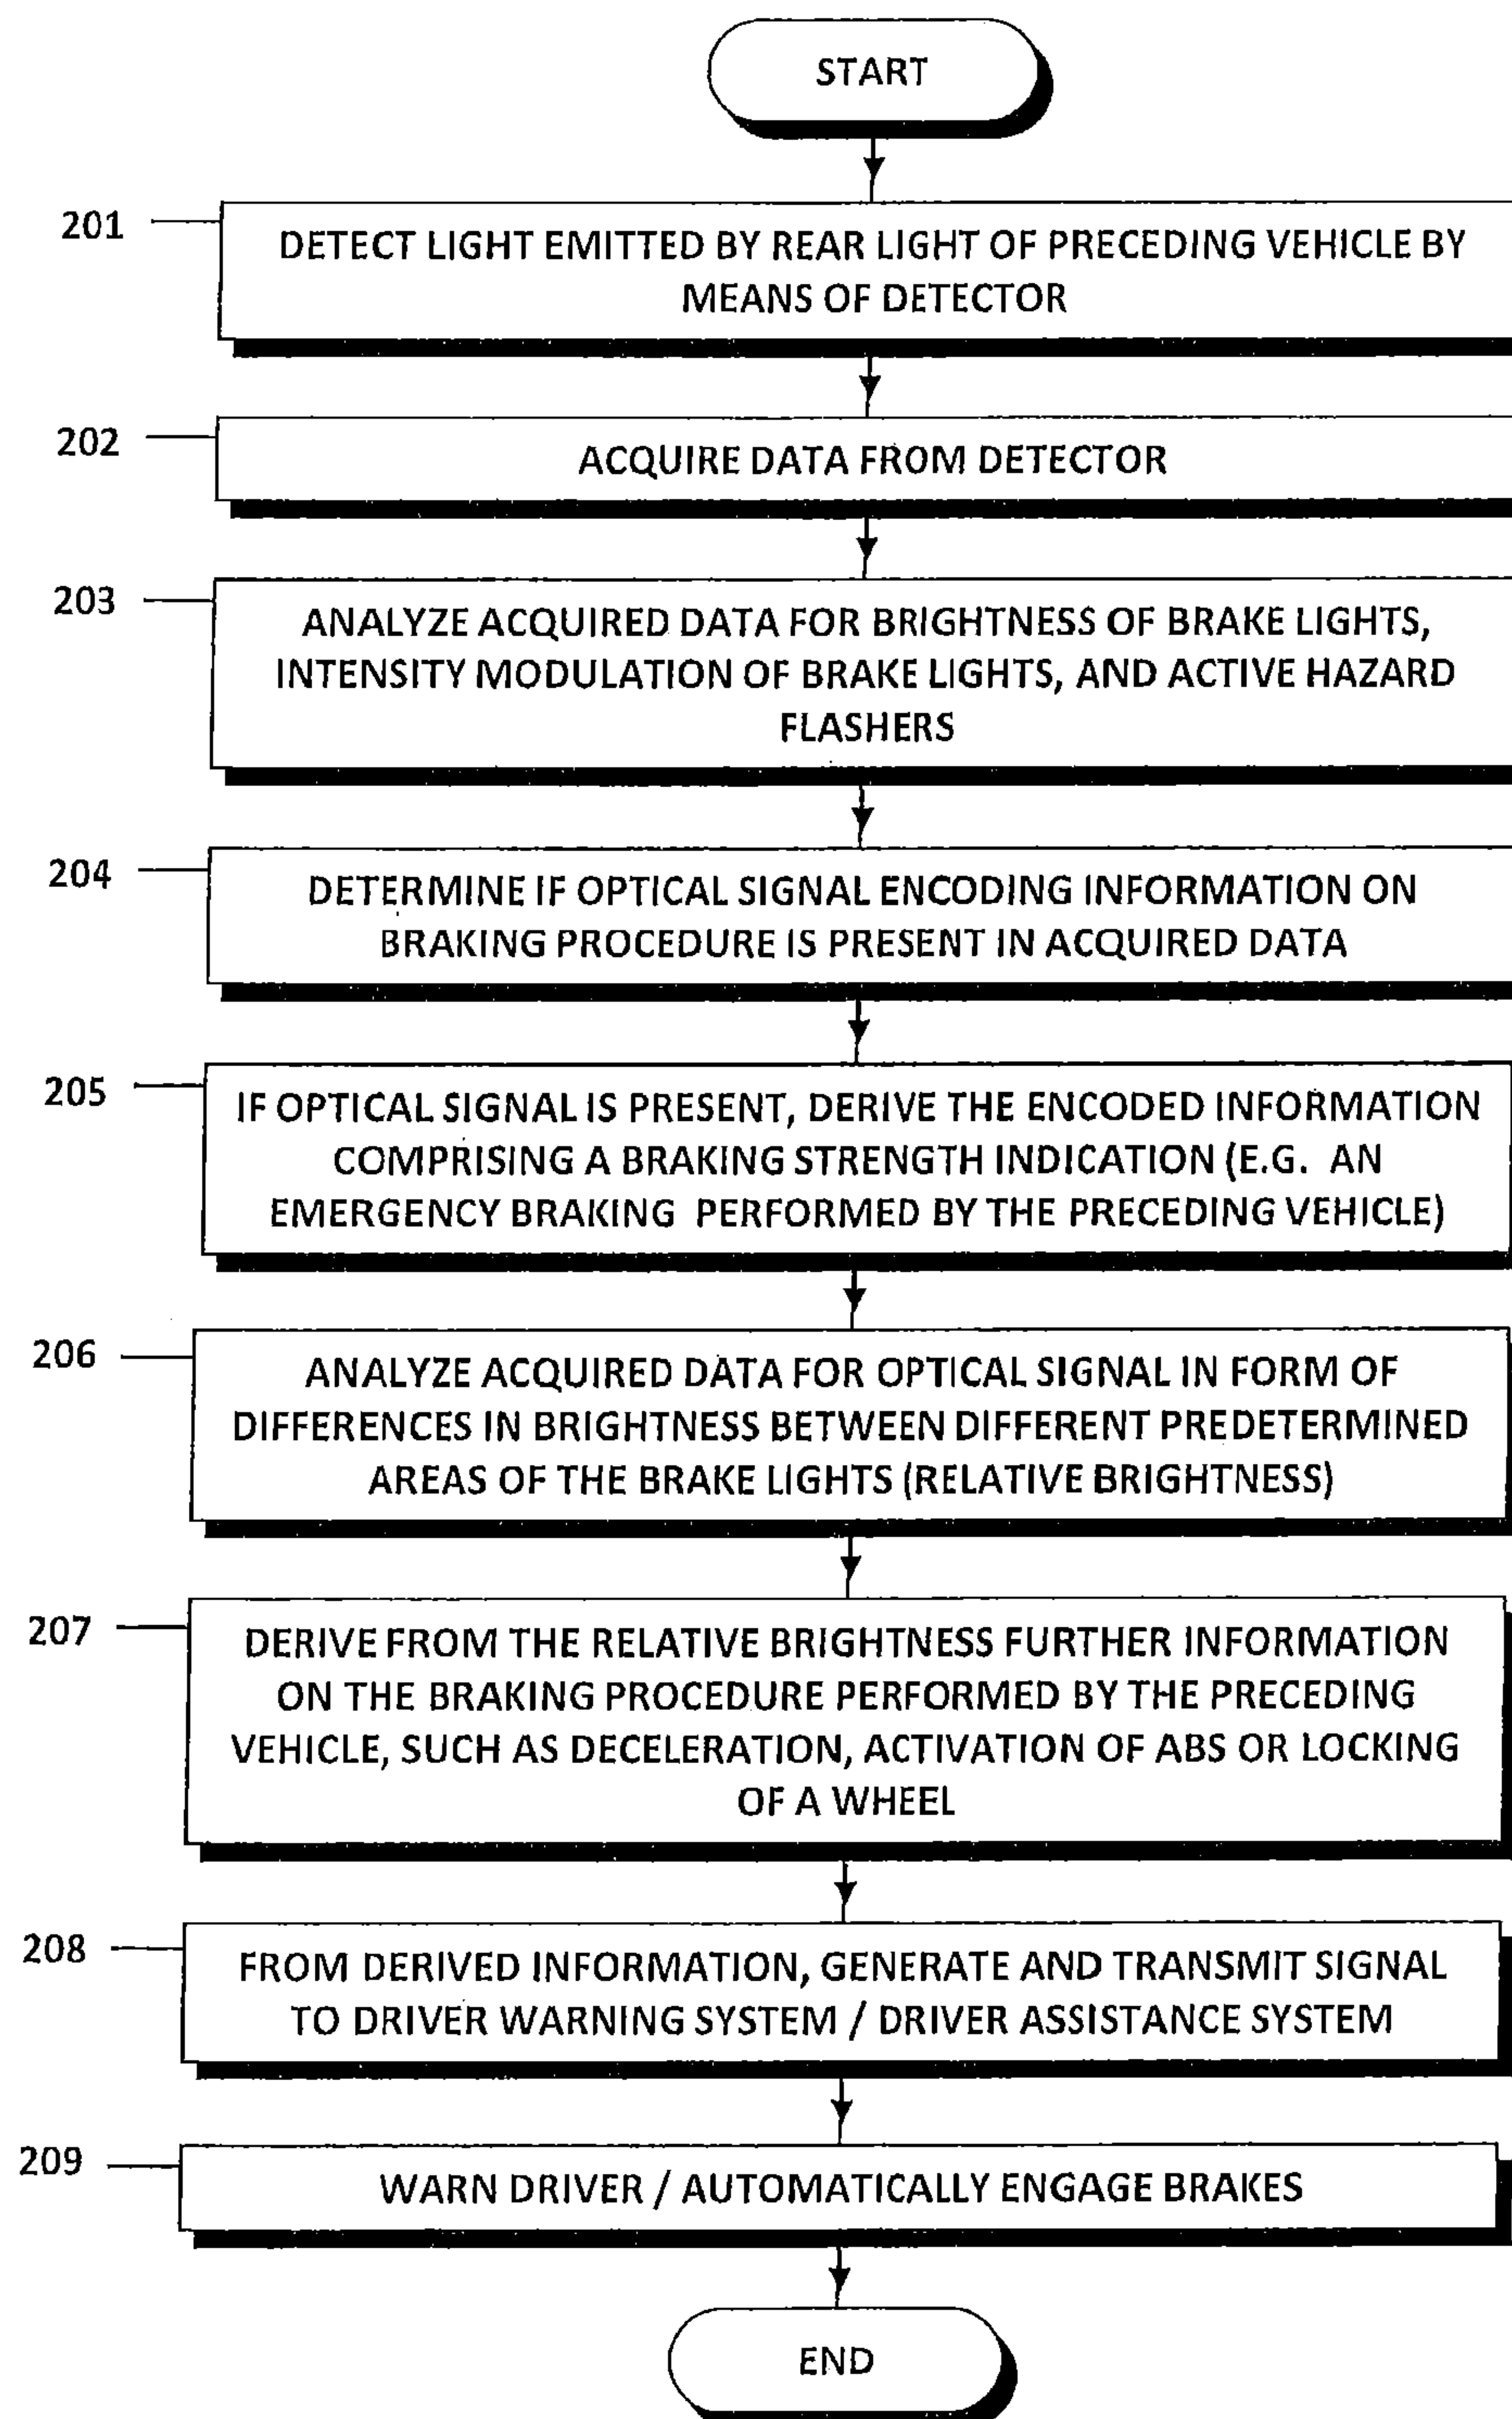 START
201
DETECT LIGHT EMITTED BY REAR LIGHT OF PRECEDING VEHICLE BY
MEANS OF DETECTOR
202
ACQUIRE DATA FROM DETECTOR
203
ANALYZE ACQUIRED DATA FOR BRIGHTNESS OF BRAKE LIGHTS,
INTENSITY MODULATION OF BRAKE LIGHTS, AND ACTIVE HAZARD
FLASHERS
204
DETERMINE IF OPTICAL SIGNAL ENCODING INFORMATION ON
BRAKING PROCEDURE IS PRESENT IN ACQUIRED DATA
205
IF OPTICAL SIGNAL IS PRESENT, DERIVE THE ENCODED INFORMATION
COMPRISING A BRAKING STRENGTH INDICATION (E.G. AN
EMERGENCY BRAKING PERFORMED BY THE PRECEDING VEHICLE)
206
ANALYZE ACQUIRED DATA FOR OPTICAL SIGNAL IN FORM OF
DIFFERENCES IN BRIGHTNESS BETWEEN DIFFERENT PREDETERMINED
AREAS OF THE BRAKE LIGHTS (RELATIVE BRIGHTNESS)
207
DERIVE FROM THE RELATIVE BRIGHTNESS FURTHER INFORMATION
ON THE BRAKING PROCEDURE PERFORMED BY THE PRECEDING
VEHICLE, SUCH AS DECELERATION, ACTIVATION OF ABS OR LOCKING
OF A WHEEL
208
FROM DERIVED INFORMATION, GENERATE AND TRANSMIT SIGNAL
TO DRIVER WARNING SYSTEM / DRIVER ASSISTANCE SYSTEM
209
WARN DRIVER / AUTOMATICALLY ENGAGE BRAKES
END